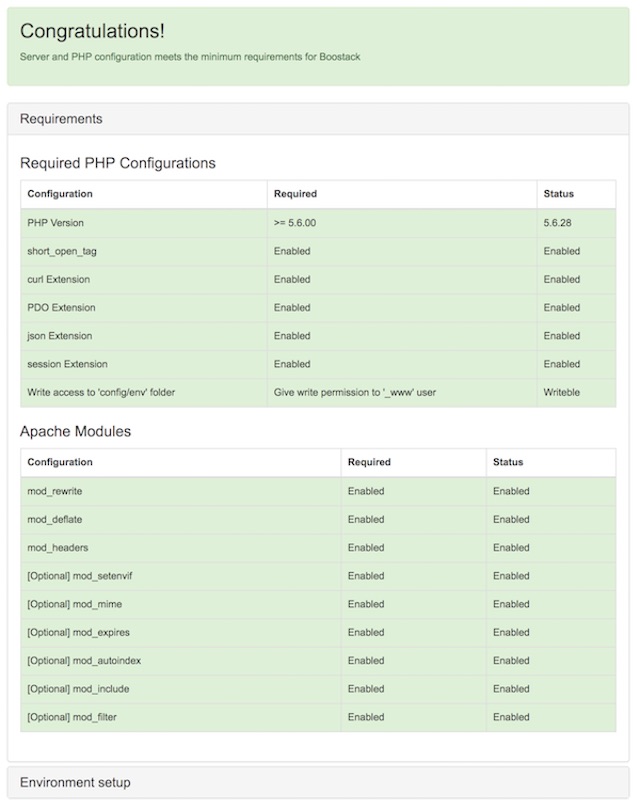 Congratulations!
Server and PHP configuration meets the minimum requirements for Boostack
Requirements
Required PHP Configurations
Configuration Required Status
PHP Version >= 5.6.00 5.6.28
short_open_tag Enabled Enabled
curl Extension Enabled Enabled
PDO Extension Enabled Enabled
json Extension Enabled Enabled
session Extension Enabled Enabled
Write access to 'config/env' folder Give write permission to '_www' user Writeble
Apache Modules
Configuration Required Status
mod_rewrite Enabled Enabled
mod_deflate Enabled Enabled
mod_headers Enabled Enabled
[Optional] mod_setenvif Enabled Enabled
[Optional] mod_mime Enabled Enabled
[Optional] mod_expires Enabled Enabled
[Optional] mod_autoindex Enabled Enabled
[Optional] mod_include Enabled Enabled
[Optional] mod_filter Enabled Enabled
Environment setup